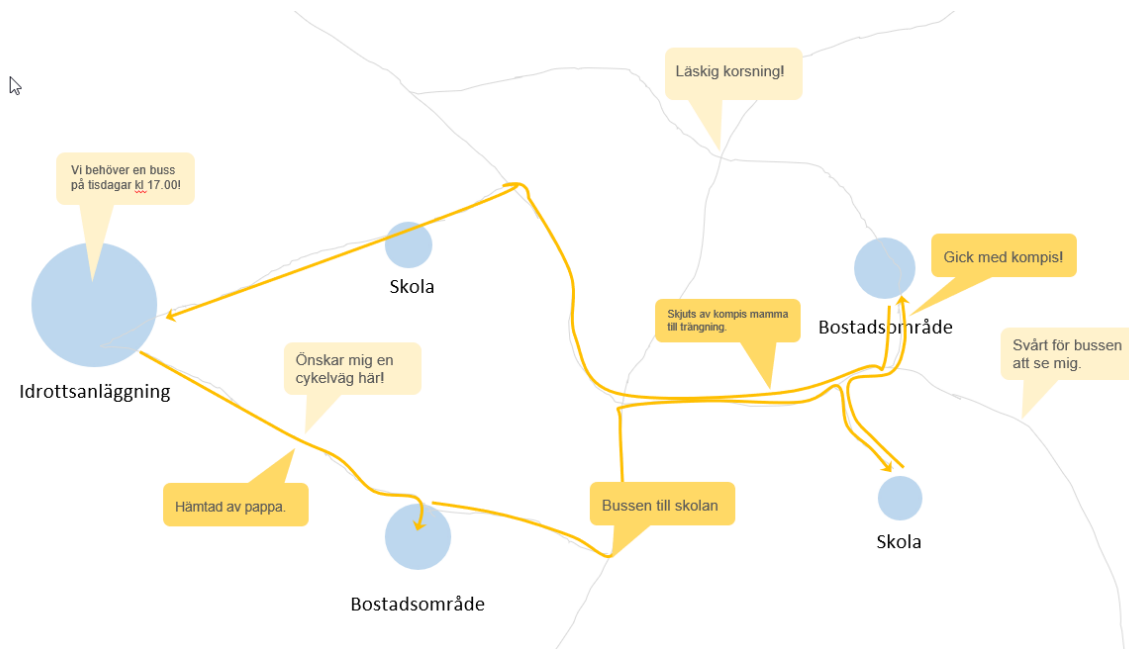 Läskig korsning!
Vi behöver en buss
på tisdagar kl 17.00!
Skola
Gick med kompis!
Bostadsområde
Skjuts av kompis mamma
till trängning.
Svårt för bussen
att se mig.
Idrottsanläggning
Önskar mig en
cykelväg här!
Hämtad av pappa.
Bussen till skolan
Skola
Bostadsområde